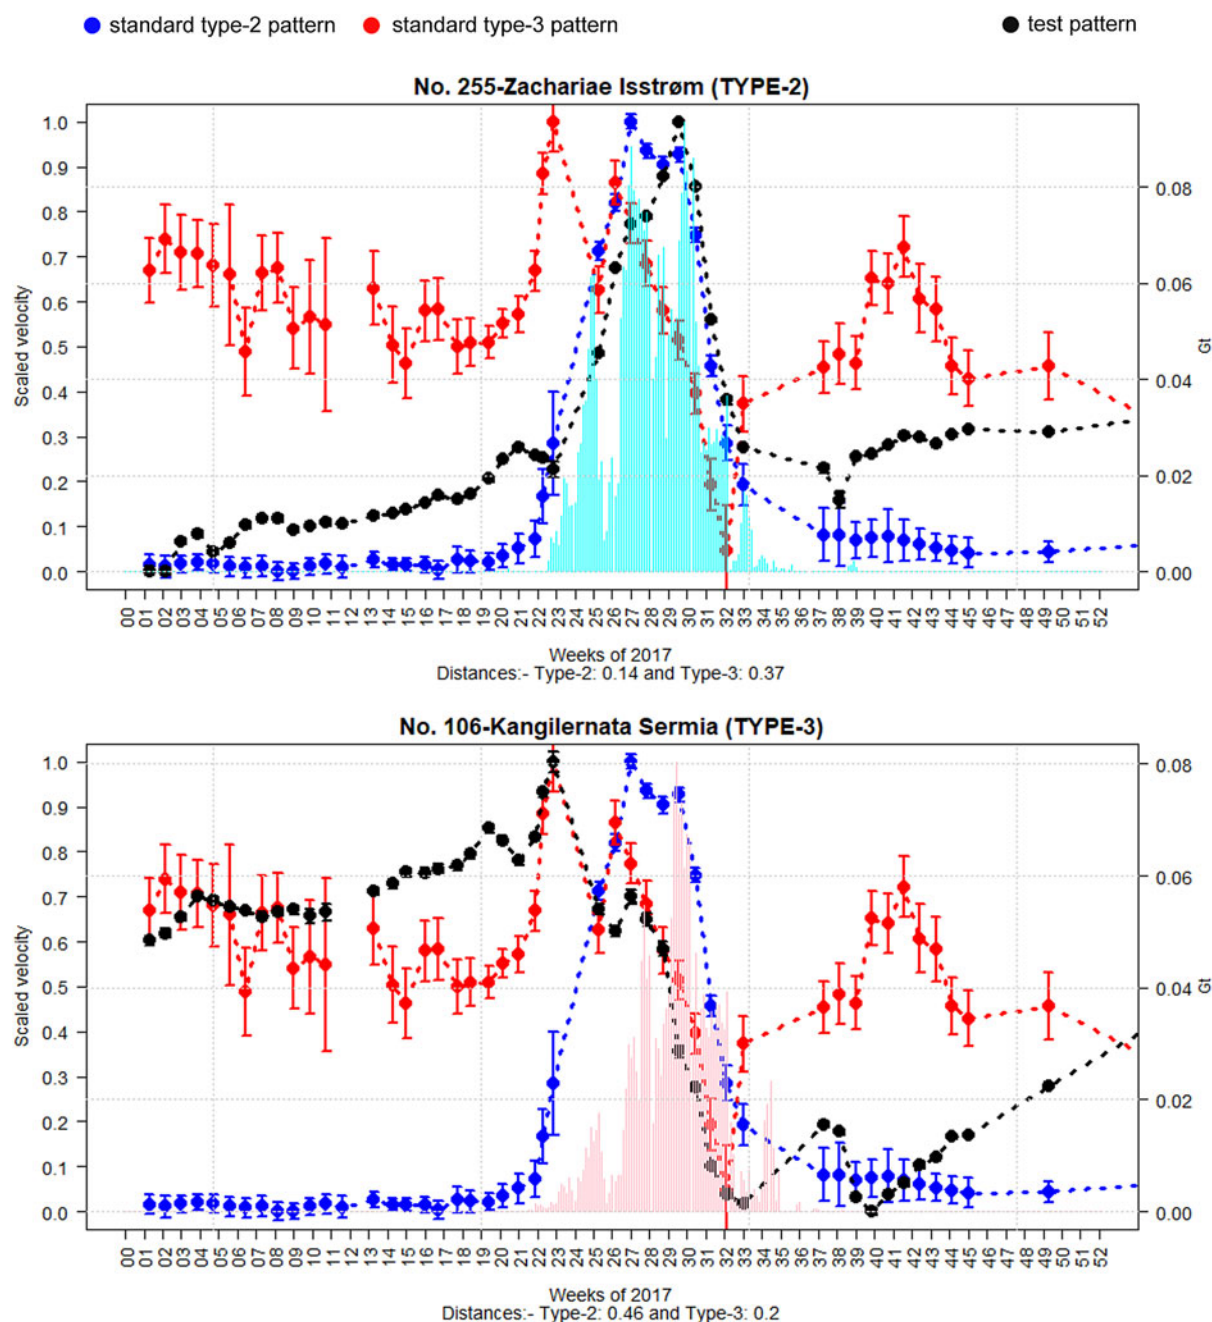 standard type-2 pattern standard type-3 pattern test pattern
No. 255-Zachariae Isstrøm (TYPE-2)
1.0
0.9
0.8
0.7
0.6
0.5
0.4
0.3
0.2
0.1
0.0
Scaled velocity
0.08
0.06
0.04
0.02
0.00
Gt
00 01 02 03 04 05 06 07 08 09 10 11 12 13 14 15 16 17 18 19 20 21 22 23 24 25 26 27 28 29 30 31 32 33 34 35 36 37 38 39 40 41 42 43 44 45 46 47 48 49 50 51 52
Weeks of 2017
Distances:- Type-2: 0.14 and Type-3: 0.37
No. 106-Kangilernata Sermia (TYPE-3)
1.0
0.9
0.8
0.7
0.6
0.5
0.4
0.3
0.2
0.1
0.0
Scaled velocity
0.08
0.06
0.04
0.02
0.00
Gt
00 01 02 03 04 05 06 07 08 09 10 11 12 13 14 15 16 17 18 19 20 21 22 23 24 25 26 27 28 29 30 31 32 33 34 35 36 37 38 39 40 41 42 43 44 45 46 47 48 49 50 51 52
Weeks of 2017
Distances:- Type-2: 0.46 and Type-3: 0.2